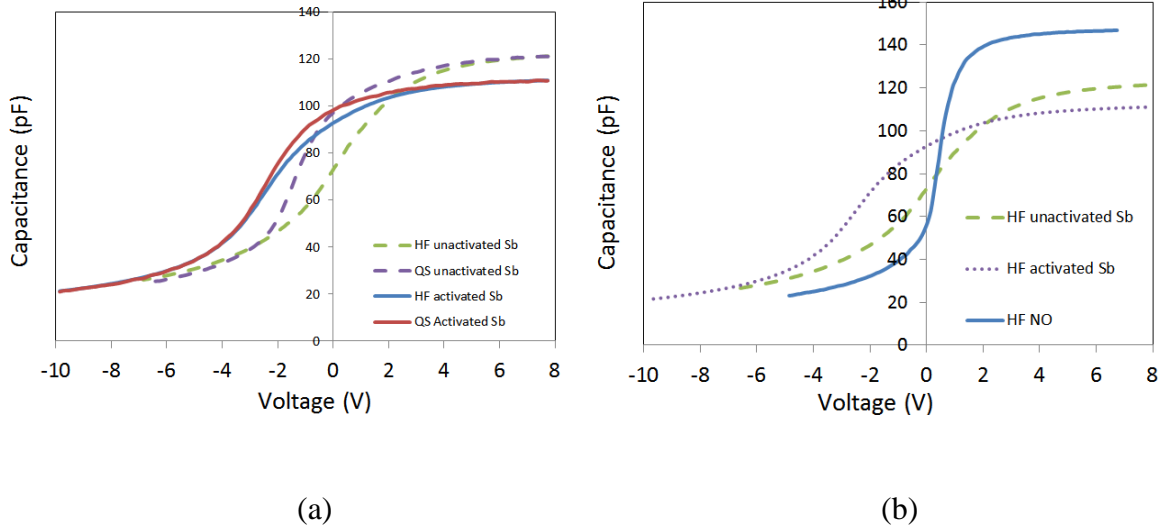 140
120
100
80
60
40
20
0
Capacitance (pF)
-10 -8 -6 -4 -2 0 2 4 6 8
Voltage (V)
HF unactivated Sb
QS unactivated Sb
HF activated Sb
QS Activated Sb
(a)
160
140
120
100
80
60
40
20
0
Capacitance (pF)
-10 -8 -6 -4 -2 0 2 4 6 8
Voltage (V)
HF unactivated Sb
HF activated Sb
HF NO
(b)